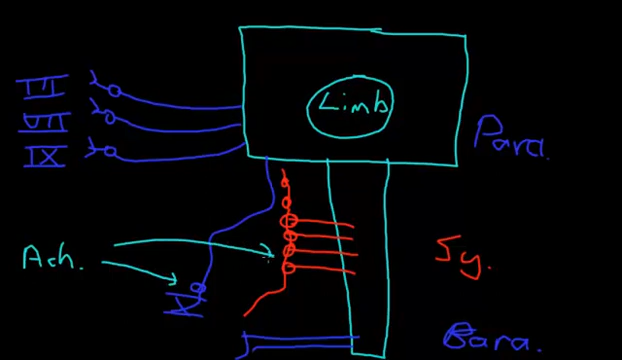 III
VII
IX
Limb
Para.
Ach.
X
Sy.
Para.